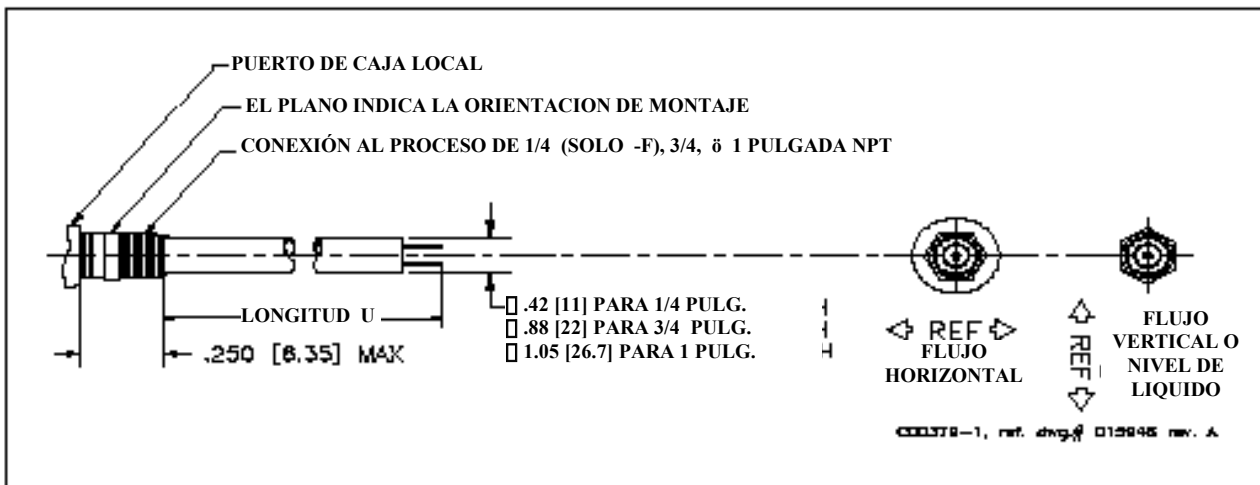 PUERTO DE CAJA LOCAL
EL PLANO INDICA LA ORIENTACION DE MONTAJE
CONEXIÓN AL PROCESO DE 1/4 (SOLO -F), 3/4, ö 1 PULGADA NPT
LONGITUD U
.250 [6.35] MAX
.42 [11] PARA 1/4 PULG.
.88 [22] PARA 3/4 PULG.
1.05 [26.7] PARA 1 PULG.
REF
FLUJO
HORIZONTAL
REF
FLUJO
VERTICAL O
NIVEL DE
LIQUIDO
C00379-1, ref. dwg.# 015946 rev. A